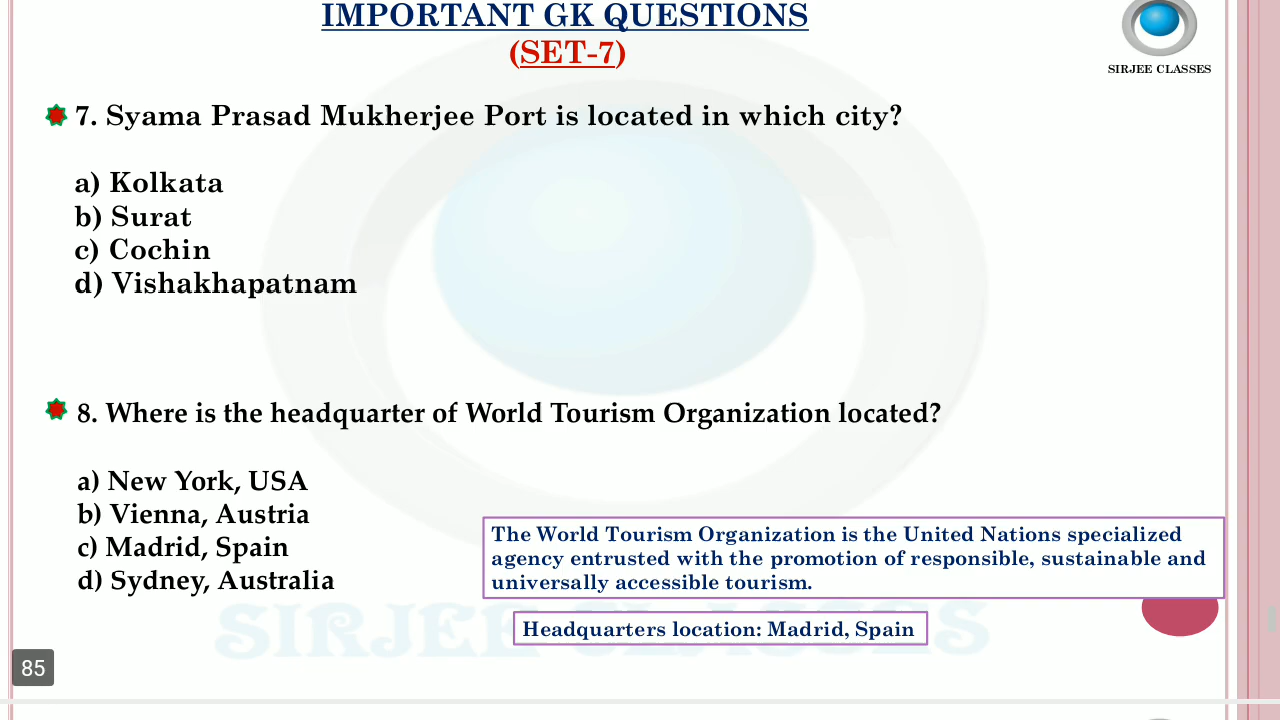 IMPORTANT GK QUESTIONS
(SET-7)
SIRJEE CLASSES
7. Syama Prasad Mukherjee Port is located in which city?
a) Kolkata
b) Surat
c) Cochin
d) Vishakhapatnam
8. Where is the headquarter of World Tourism Organization located?
a) New York, USA
b) Vienna, Austria
c) Madrid, Spain
d) Sydney, Australia
The World Tourism Organization is the United Nations specialized
agency entrusted with the promotion of responsible, sustainable and
universally accessible tourism.
Headquarters location: Madrid, Spain
SIRJEE CLASSES
85